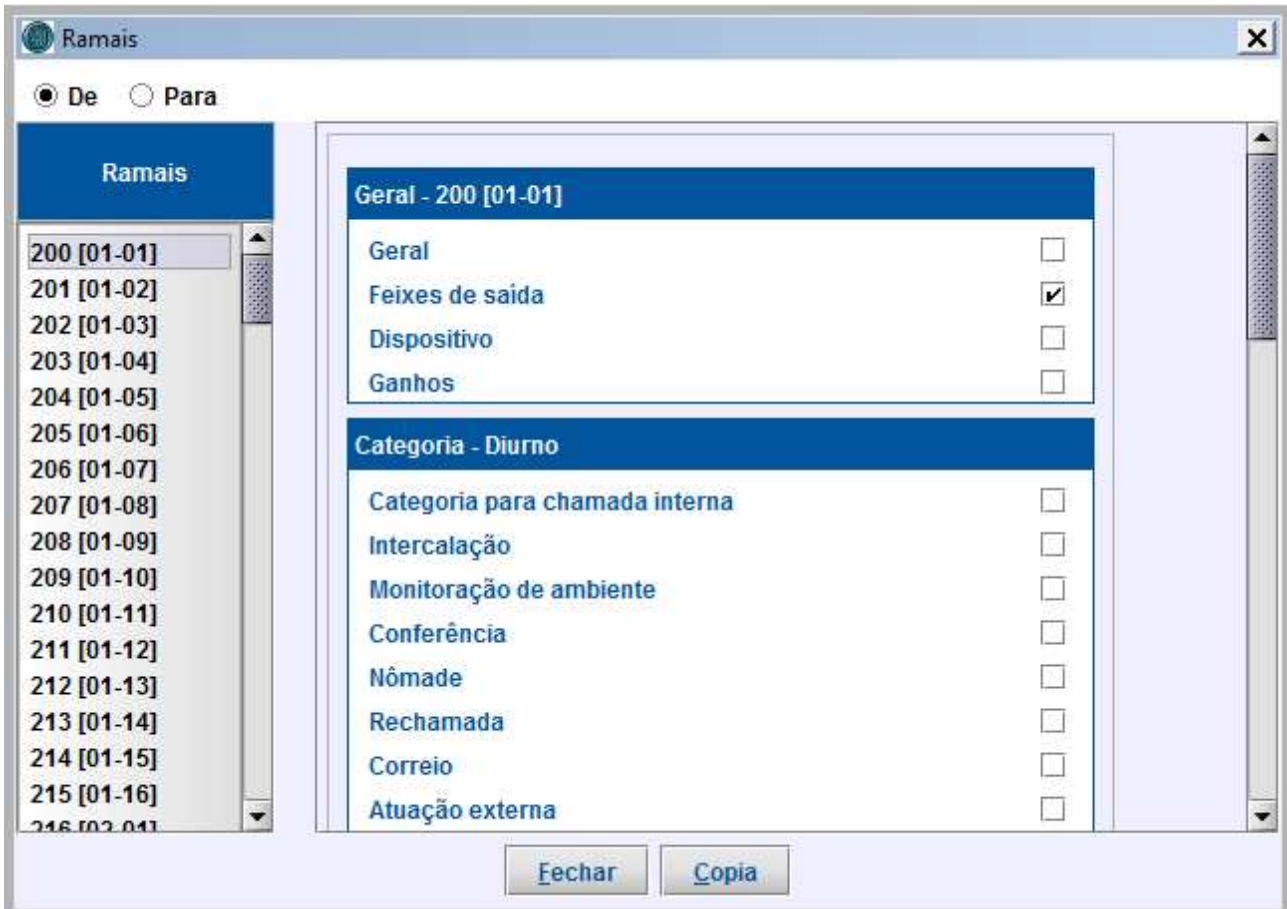 Ramais
De Para
Ramais
200 [01-01]
201 [01-02]
202 [01-03]
203 [01-04]
204 [01-05]
205 [01-06]
206 [01-07]
207 [01-08]
208 [01-09]
209 [01-10]
210 [01-11]
211 [01-12]
212 [01-13]
213 [01-14]
214 [01-15]
215 [01-16]
216 [02-01]
Geral - 200 [01-01]
Geral
Feixes de saída
Dispositivo
Ganhos
Categoria - Diurno
Categoria para chamada interna
Intercalação
Monitoração de ambiente
Conferência
Nômade
Rechamada
Correio
Atuação externa
Fechar Copia